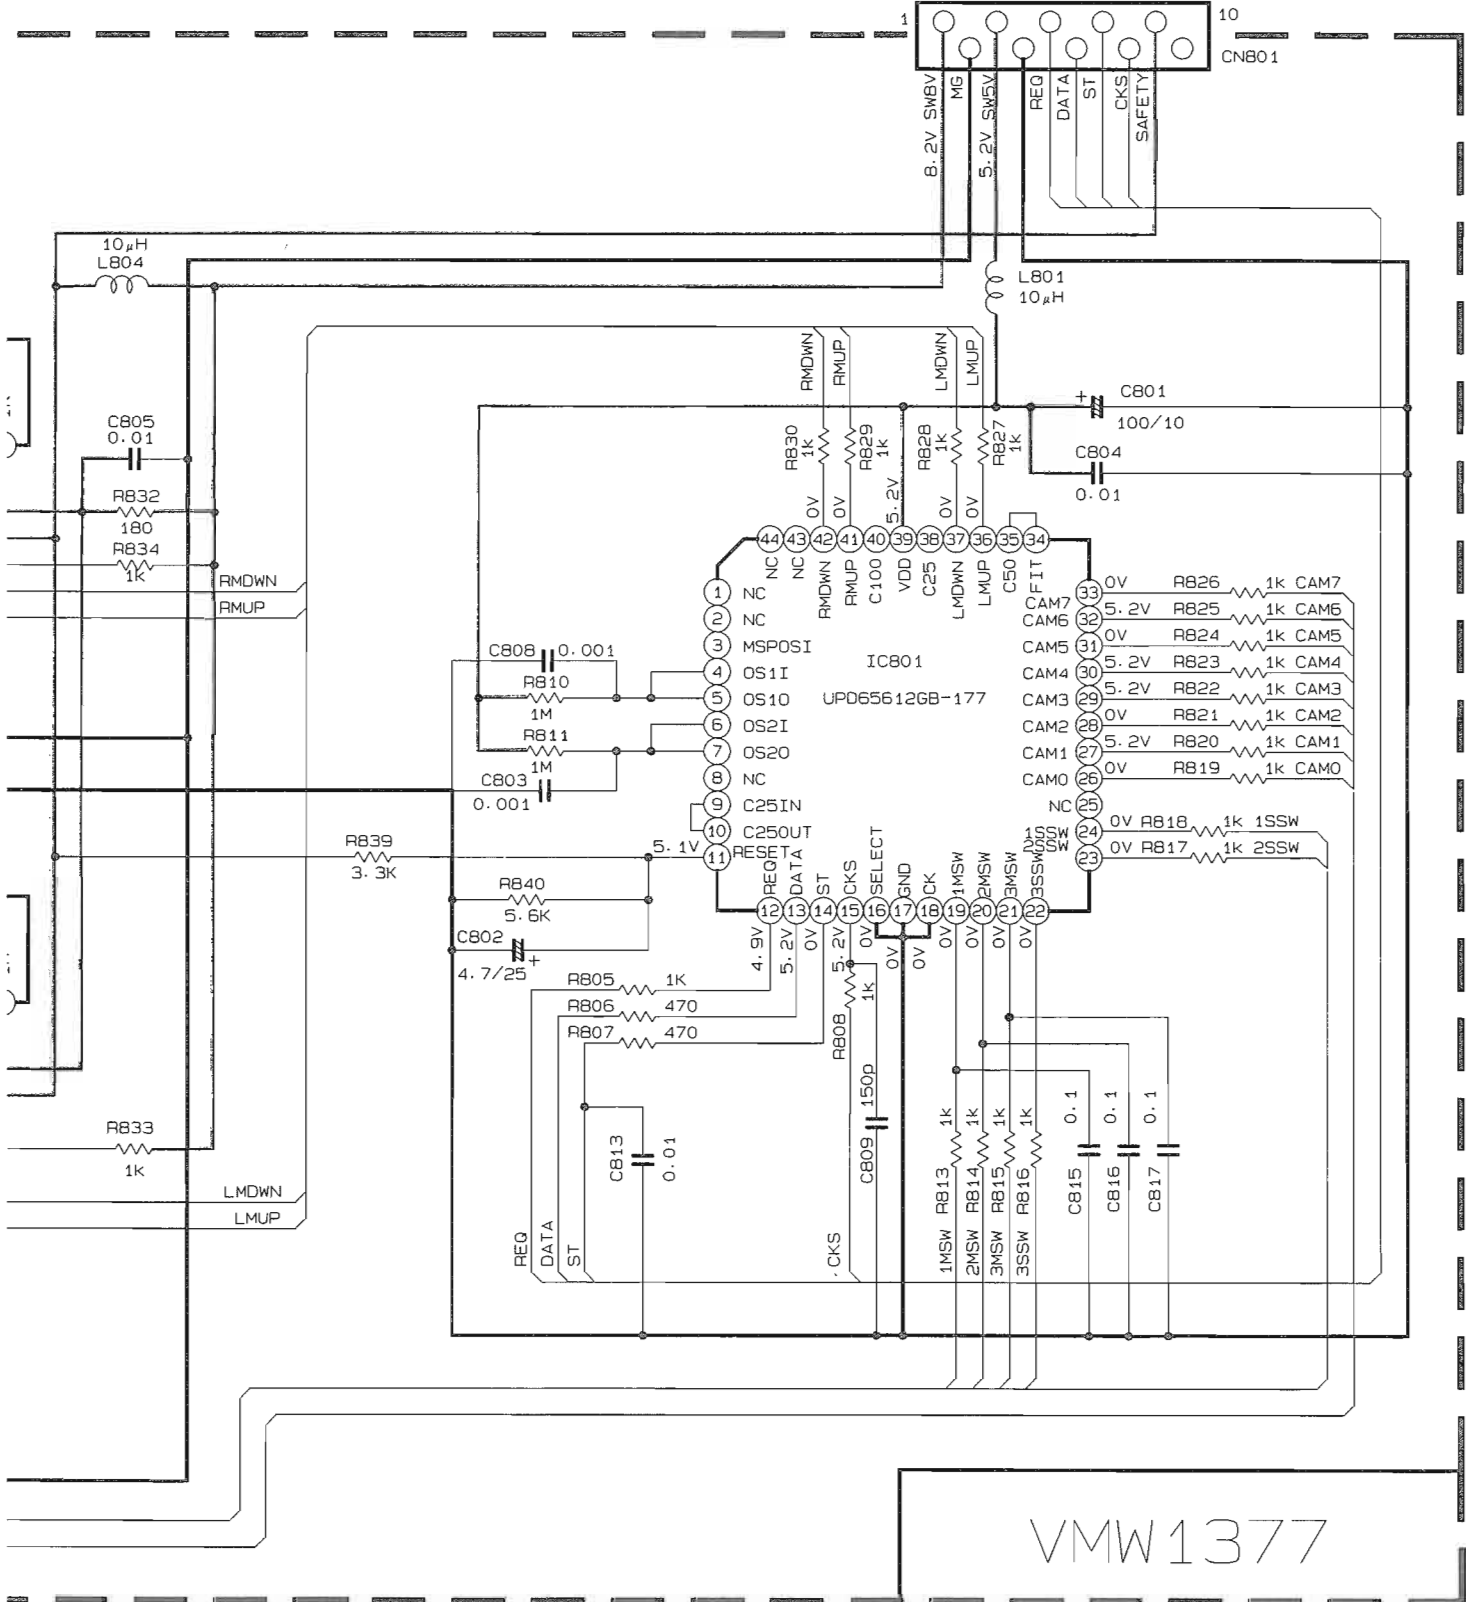 1
10
CN801
8.2V SW8V
MG
5.2V SW5V
REQ
DATA
ST
CKS
SAFETY
10μH
L804
L801
10μH
RMDWN
RMUP
LMDWN
LMUP
C801
+
100/10
C805
0.01
R830
1k
R829
1k
R828
1k
R827
1k
C804
0.01
R832
180
R834
1k
0V
0V
5.2V
0V
0V
44 43 42 41 40 39 38 37 36 35 34
NC
NC
RMDWN
RMUP
C100
VDD
C25
LMDWN
LMUP
C50
FIT
RMDWN
RMUP
1 NC
2 NC
3 MSPOSI
4 OS1I
5 OS1O
6 OS2I
7 OS2O
8 NC
9 C25IN
10 C25OUT
11 RESET
IC801
UPD65612GB-177
CAM7 33 0V R826 1k CAM7
CAM6 32 5.2V R825 1k CAM6
CAM5 31 0V R824 1k CAM5
CAM4 30 5.2V R823 1k CAM4
CAM3 29 5.2V R822 1k CAM3
CAM2 28 0V R821 1k CAM2
CAM1 27 5.2V R820 1k CAM1
CAM0 26 0V R819 1k CAM0
NC 25
1SSW 24 0V R818 1k 1SSW
2SSW 23 0V R817 1k 2SSW
C808 0.001
R810
1M
R811
1M
C803
0.001
R839
3.3K
5.1V
R840
5.6K
C802
+
4.7/25
REQ
DATA
ST
CKS
SELECT
GND
CK
1MSW
2MSW
3MSW
3SSW
12 13 14 15 16 17 18 19 20 21 22
4.9V
5.2V
0V
5.2V
0V
0V
0V
0V
0V
0V
0V
R805 1K
R806 470
R807 470
R808
1K
C809 150p
C813
0.01
R833
1K
R813 1k
R814 1k
R815 1k
R816 1k
C815 0.1
C816 0.1
C817 0.1
LMDWN
LMUP
REQ
DATA
ST
CKS
1MSW
2MSW
3MSW
3SSW
VMW1377